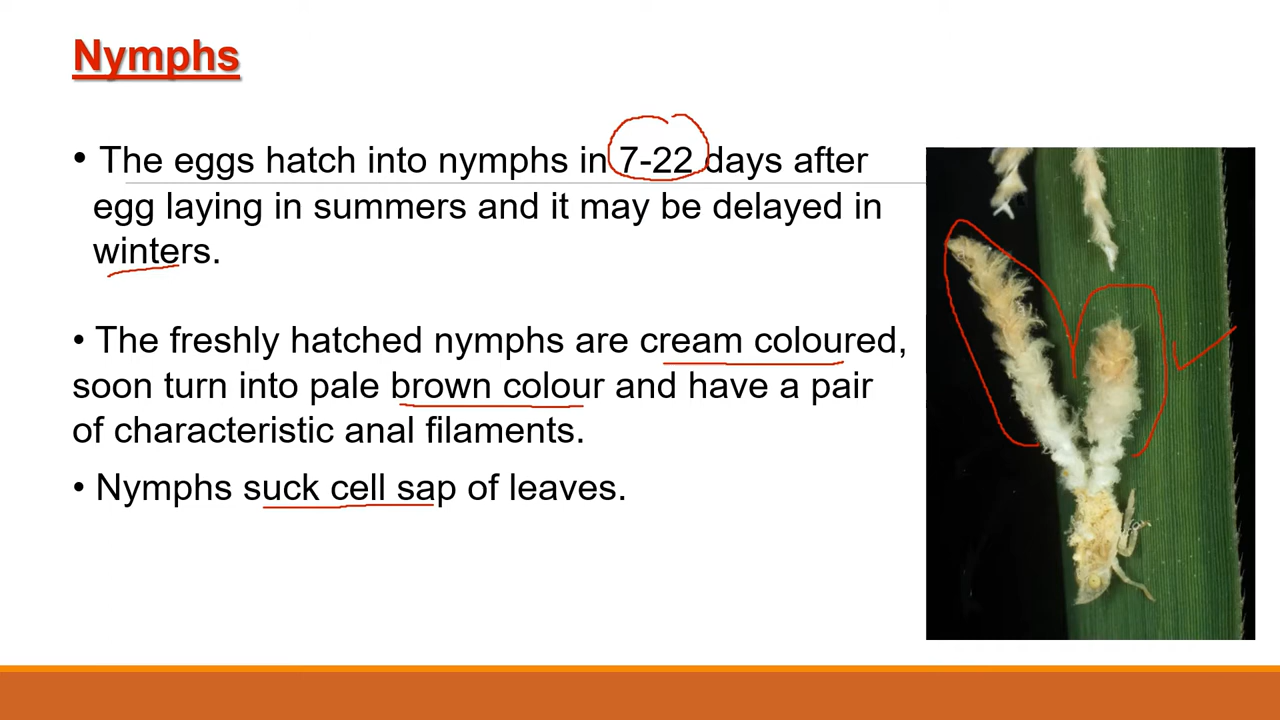 Nymphs
• The eggs hatch into nymphs in 7-22 days after
egg laying in summers and it may be delayed in
winters.
• The freshly hatched nymphs are cream coloured,
soon turn into pale brown colour and have a pair
of characteristic anal filaments.
• Nymphs suck cell sap of leaves.